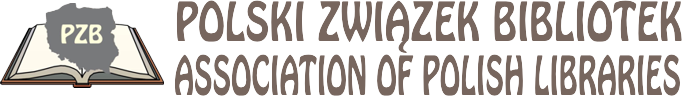 PZB
POLSKI ZWIĄZEK BIBLIOTEK
ASSOCIATION OF POLISH LIBRARIES